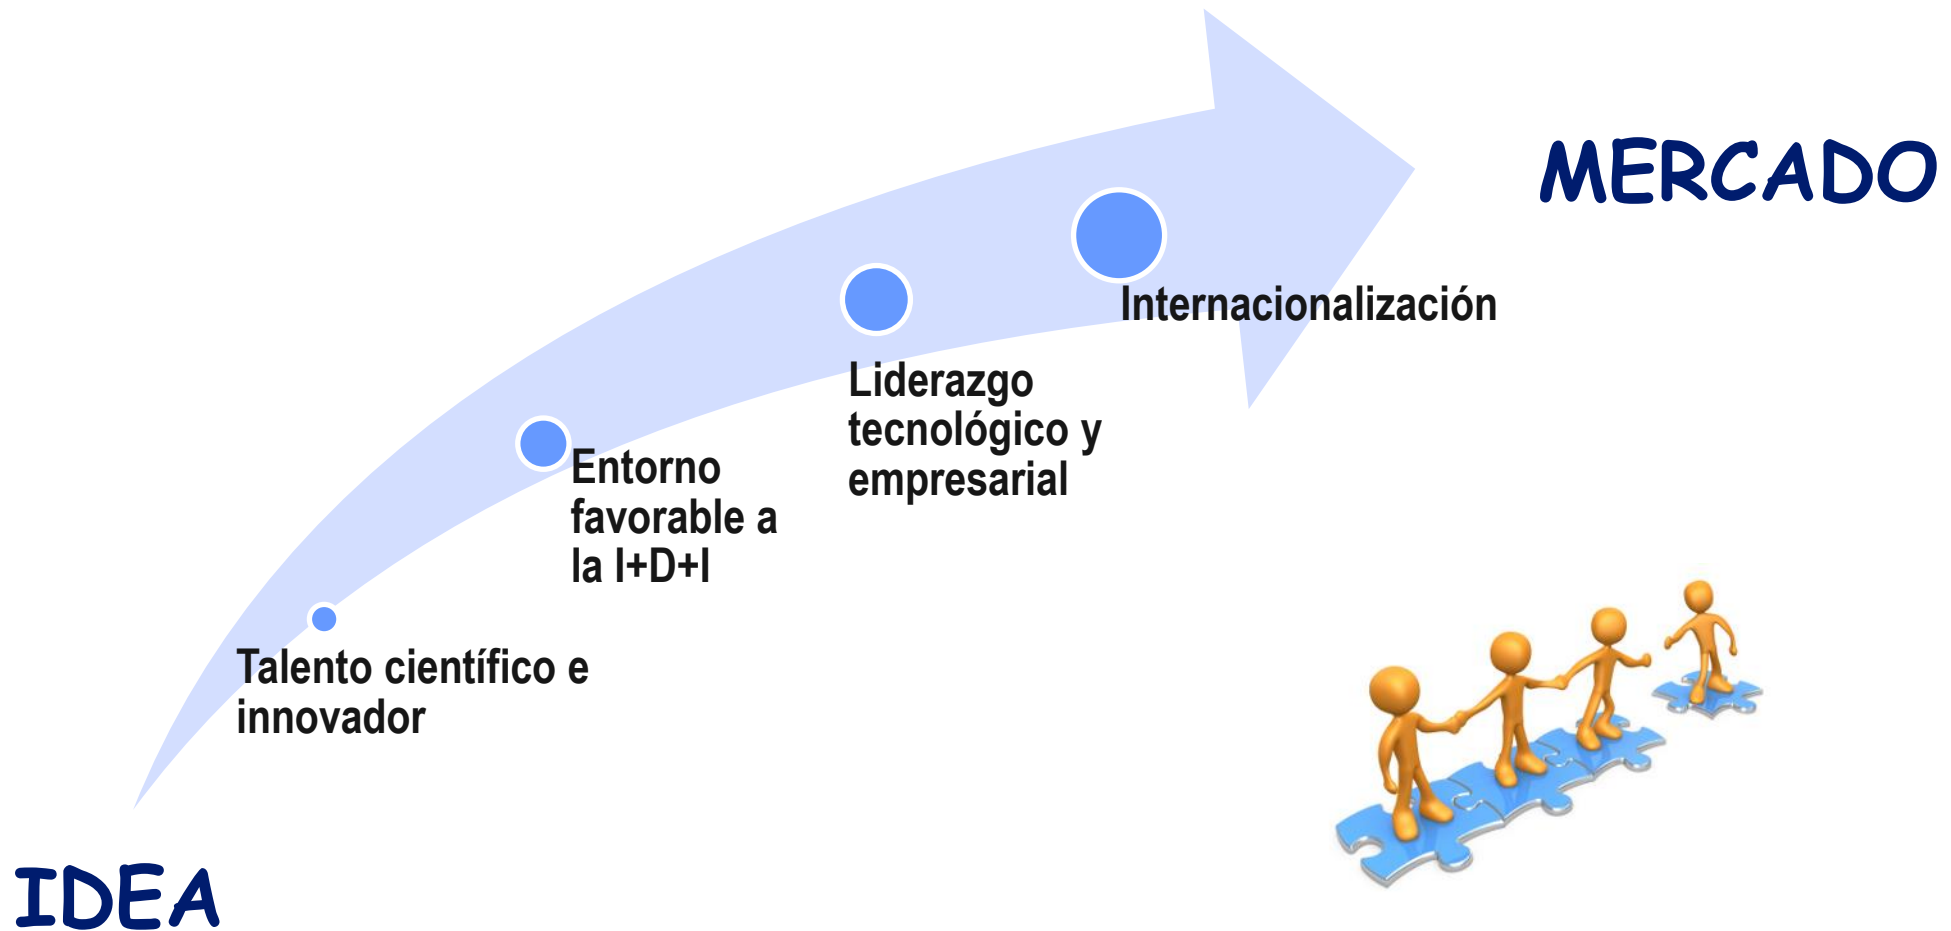 MERCADO
Internacionalización
Liderazgo
tecnológico y
empresarial
Entorno
favorable a
la I+D+I
Talento científico e
innovador
IDEA